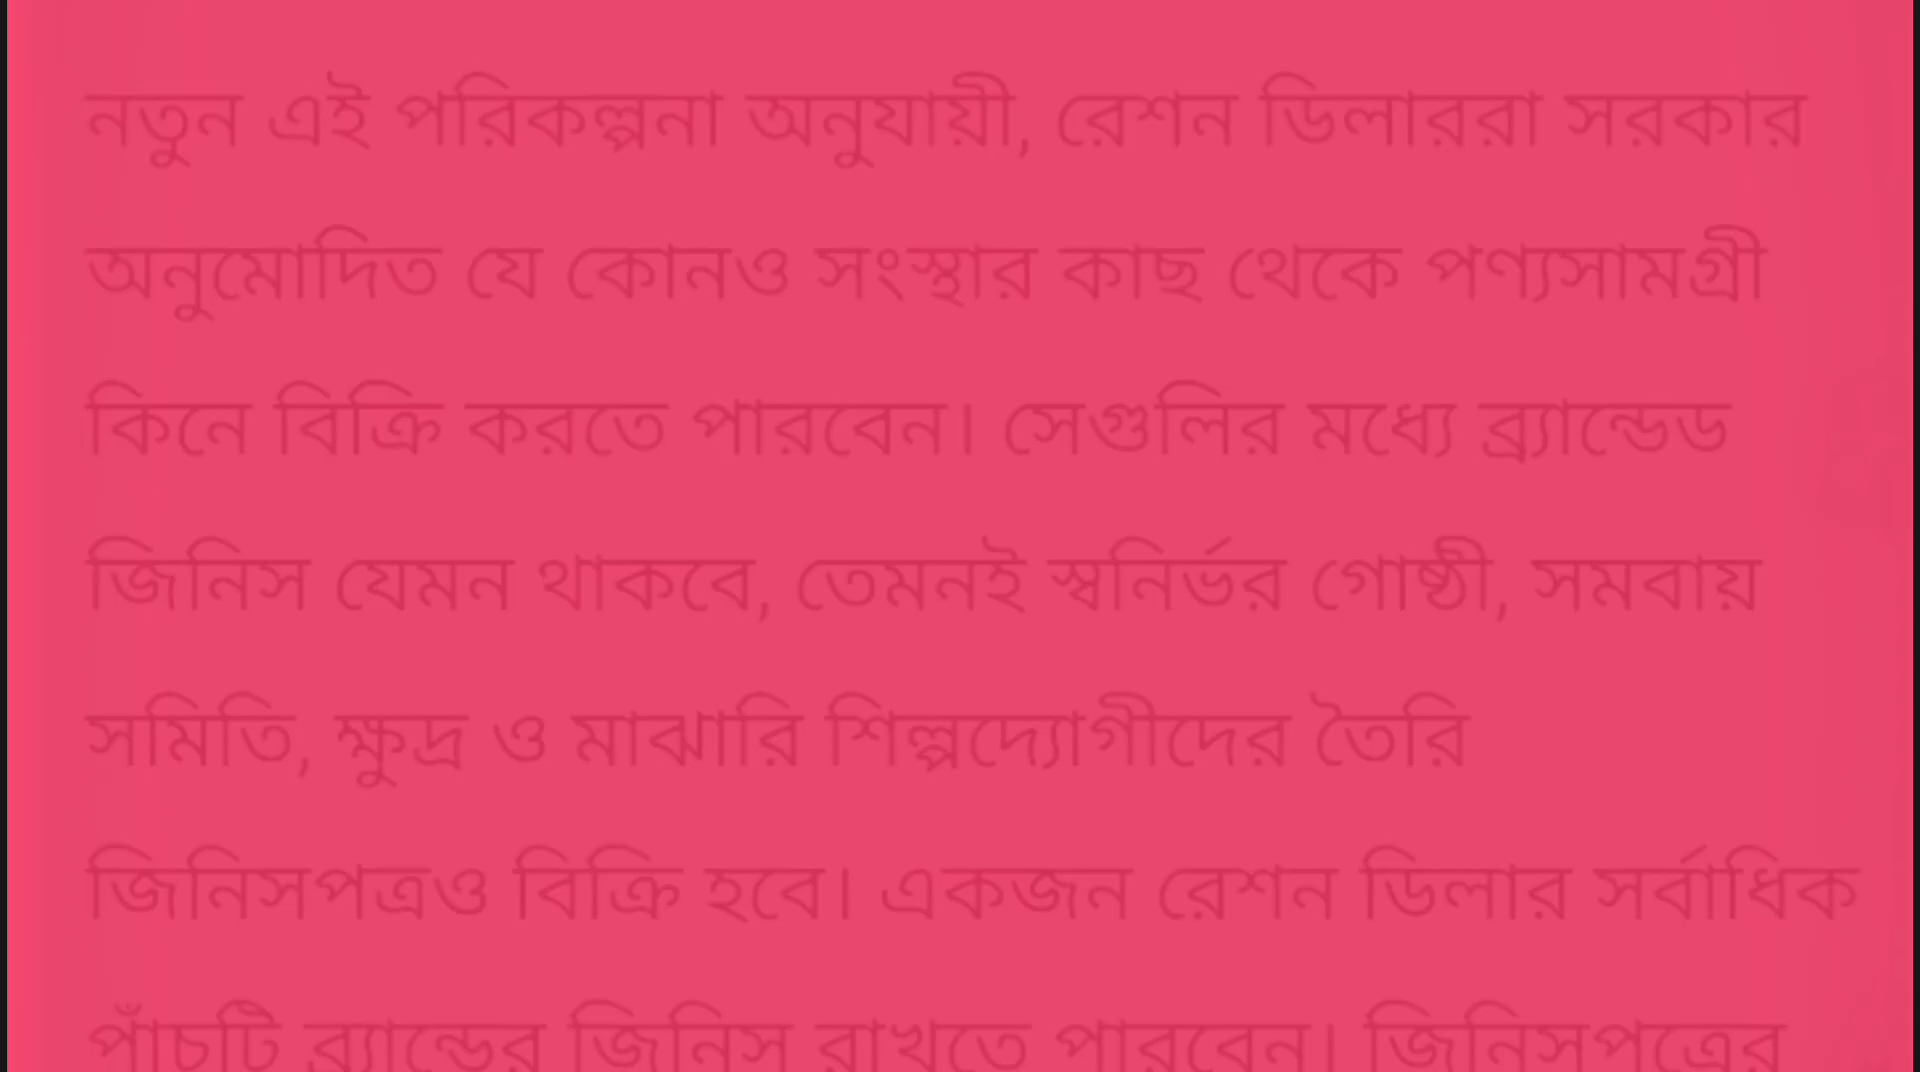 নতুন এই পরিকল্পনা অনুযায়ী, রেশন ডিলাররা সরকার
অনুমোদিত যে কোনও সংস্থার কাছ থেকে পণ্যসামগ্রী
কিনে বিক্রি করতে পারবেন। সেগুলির মধ্যে ব্র্যান্ডেড
জিনিস যেমন থাকবে, তেমনই স্বনির্ভর গোষ্ঠী, সমবায়
সমিতি, ক্ষুদ্র ও মাঝারি শিল্পদ্যোগীদের তৈরি
জিনিসপত্রও বিক্রি হবে। একজন রেশন ডিলার সর্বাধিক
পাঁচটি ব্র্যান্ডের জিনিস রাখতে পারবেন। জিনিসপত্রের